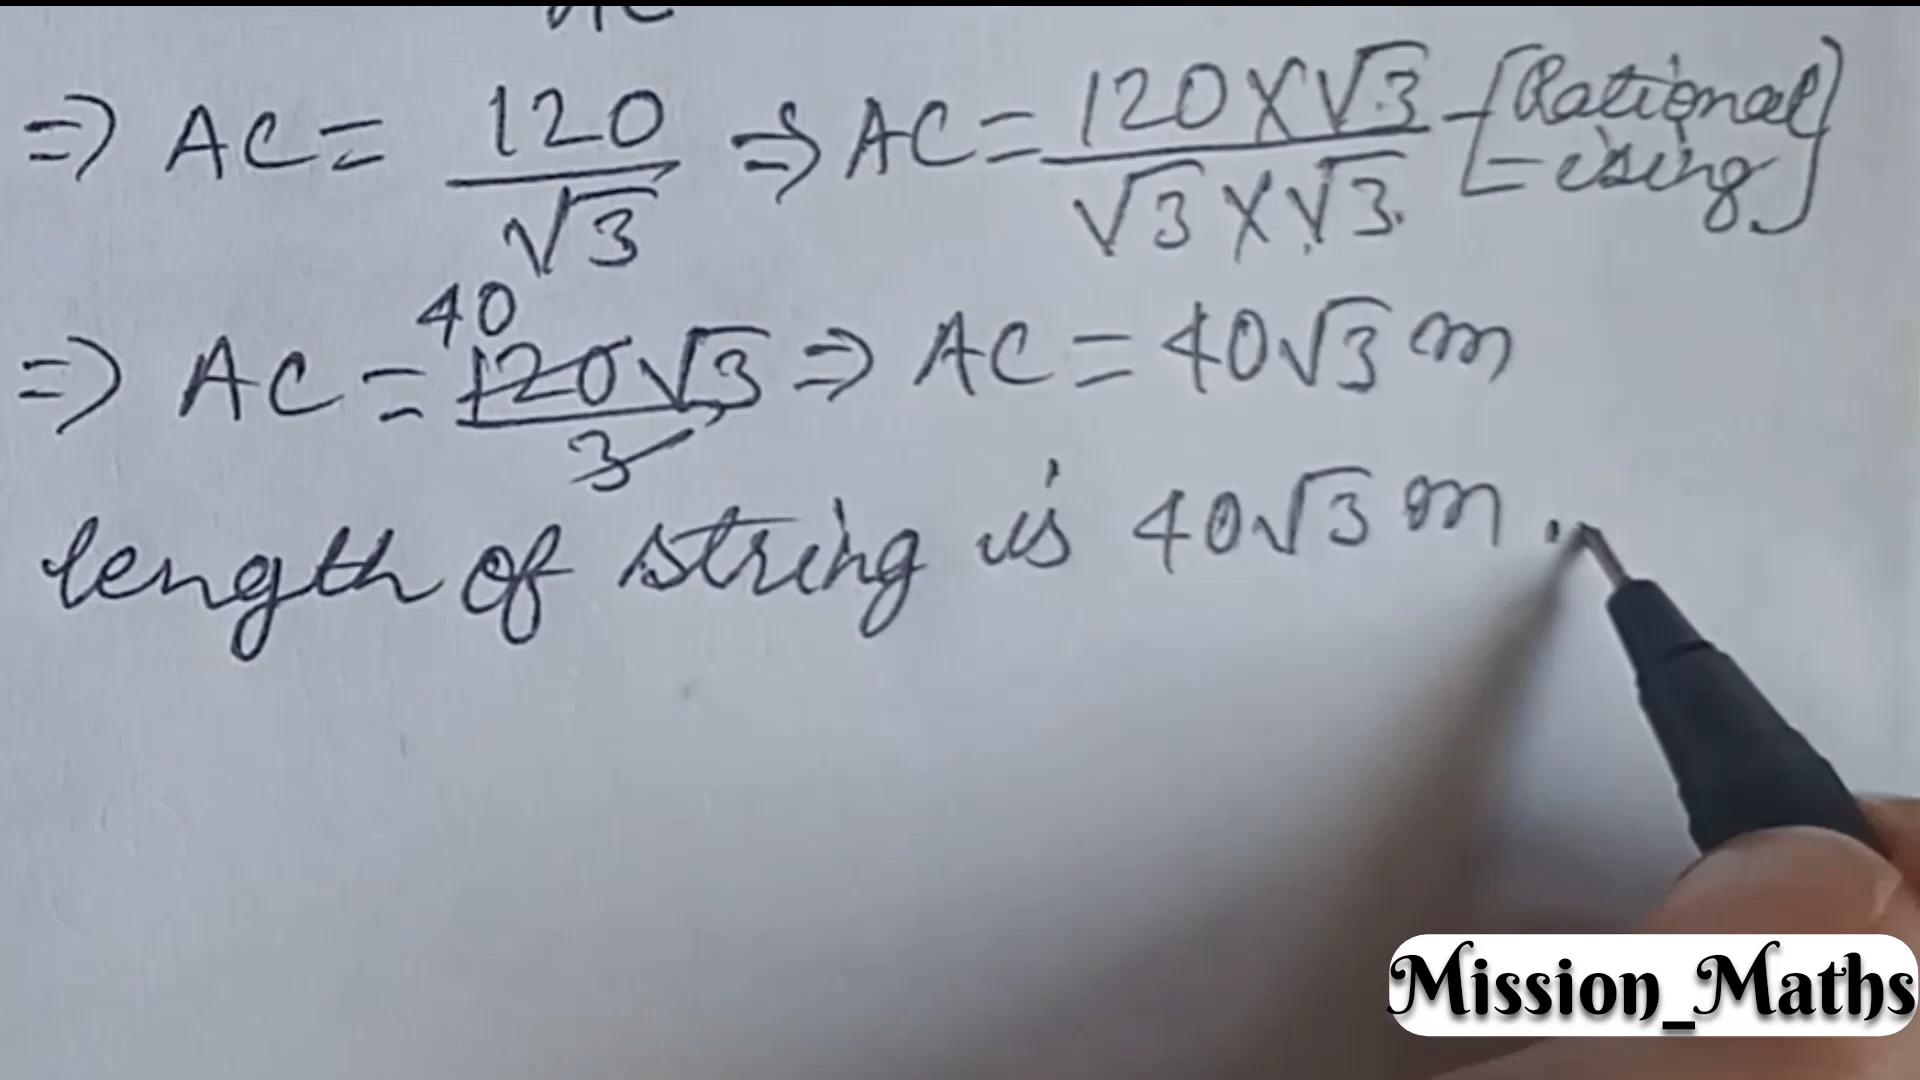 ⇒ AC = 120/√3 ⇒ AC = 120×√3/√3×√3 - [Rational
- ising]
⇒ AC = 40 120√3/3 ⇒ AC = 40√3 m
length of string is 40√3 m .
Mission_Maths